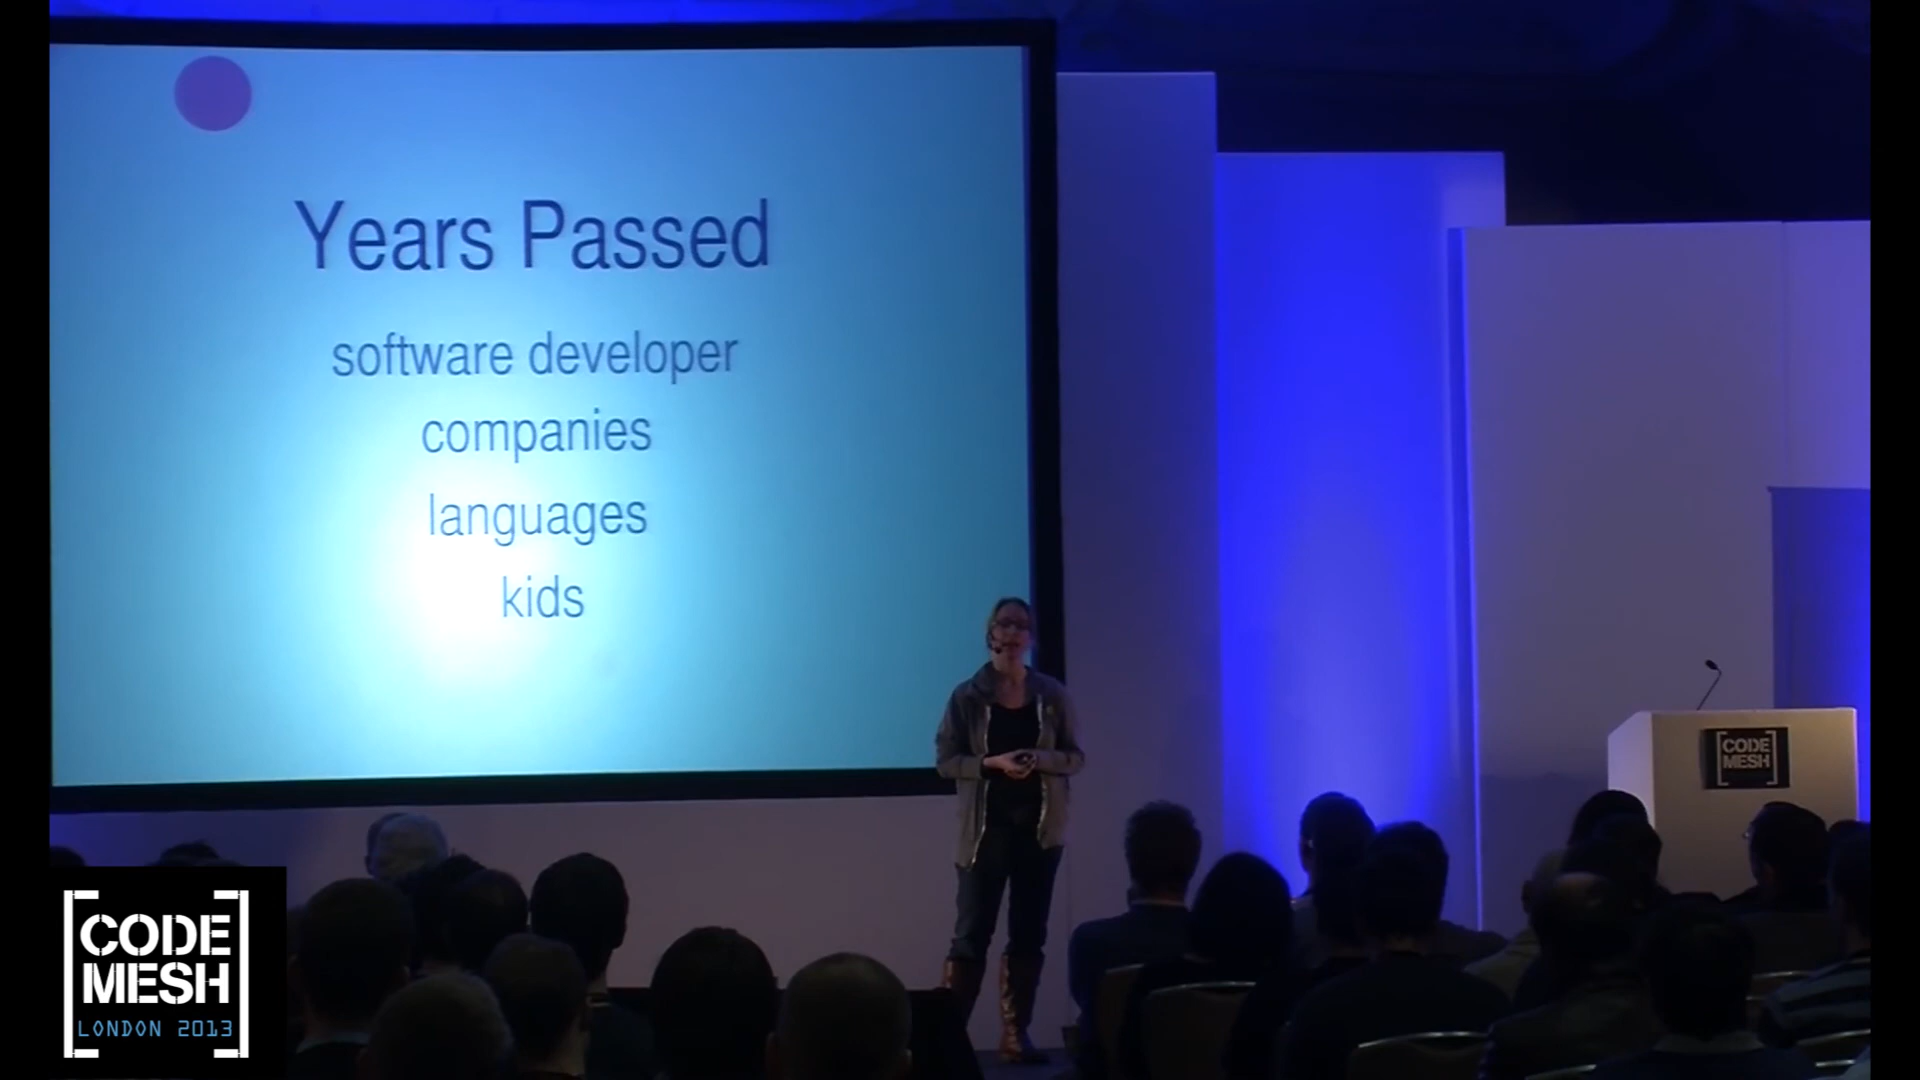 Years Passed
software developer
companies
languages
kids
CODE
MESH
CODE
MESH
LONDON 2013